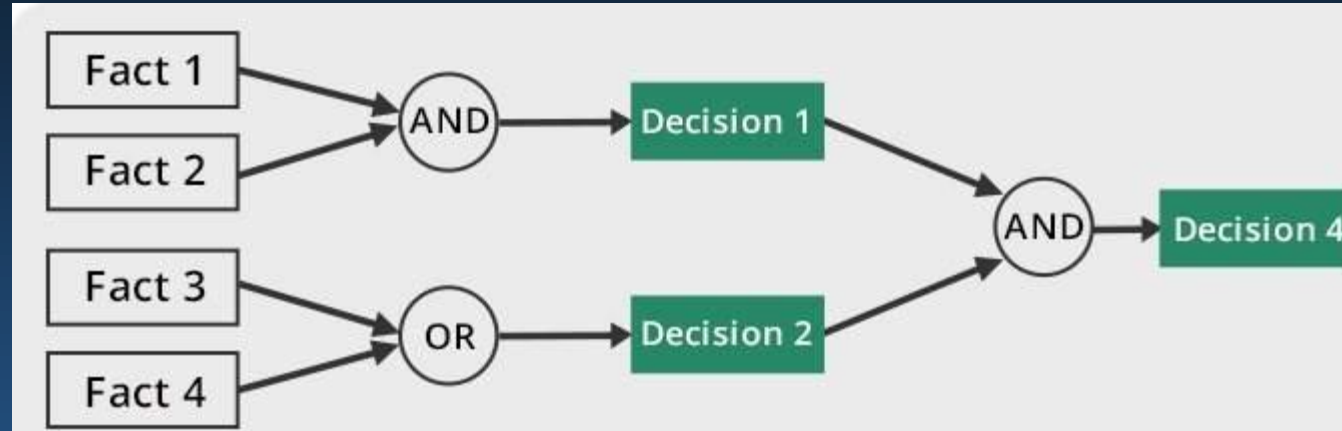 Fact 1
Fact 2
AND
Decision 1
AND
Decision 4
Fact 3
Fact 4
OR
Decision 2